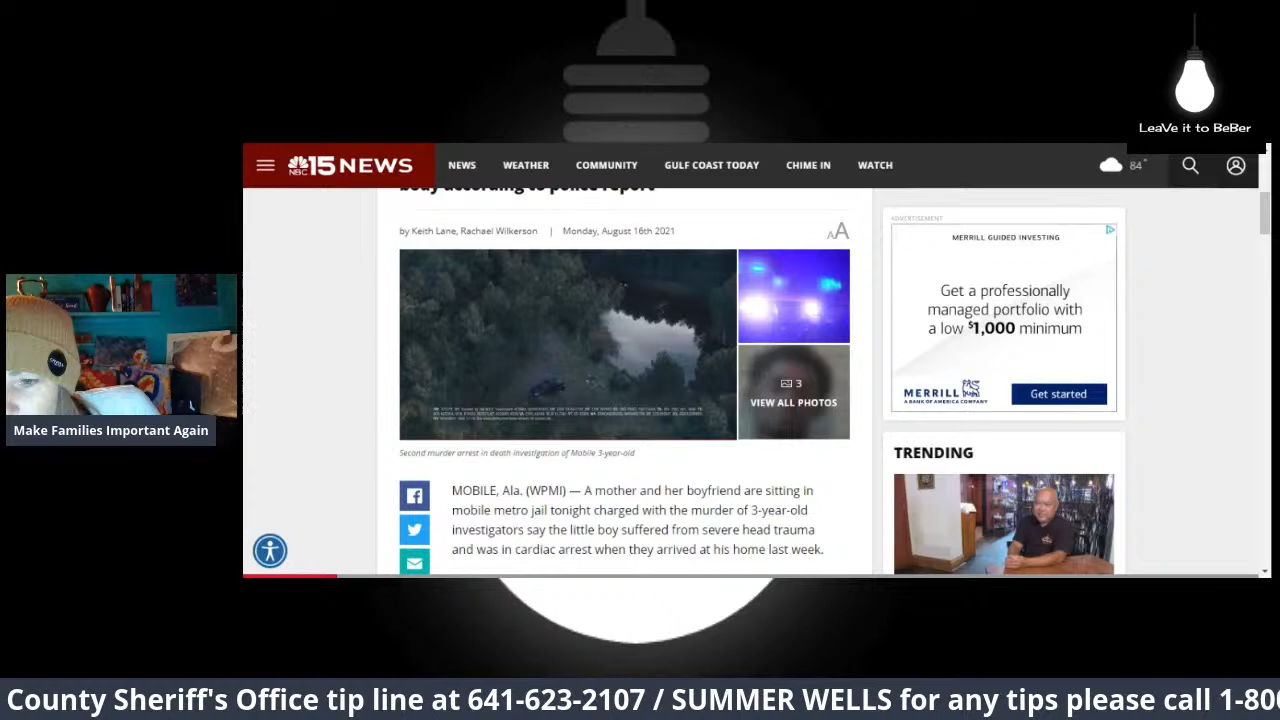 LeaVe it to BeBer
NBC 15 NEWS
NEWS
WEATHER
COMMUNITY
GULF COAST TODAY
CHIME IN
WATCH
84°
body according to police report
by Keith Lane, Rachael Wilkerson | Monday, August 16th 2021
AA
3
VIEW ALL PHOTOS
Second murder arrest in death investigation of Mobile 3-year-old
MOBILE, Ala. (WPMI) — A mother and her boyfriend are sitting in
mobile metro jail tonight charged with the murder of 3-year-old
investigators say the little boy suffered from severe head trauma
and was in cardiac arrest when they arrived at his home last week.
ADVERTISEMENT
MERRILL GUIDED INVESTING
Get a professionally
managed portfolio with
a low $1,000 minimum
MERRILL
A BANK OF AMERICA COMPANY
Get started
TRENDING
Make Families Important Again
County Sheriff's Office tip line at 641-623-2107 / SUMMER WELLS for any tips please call 1-80